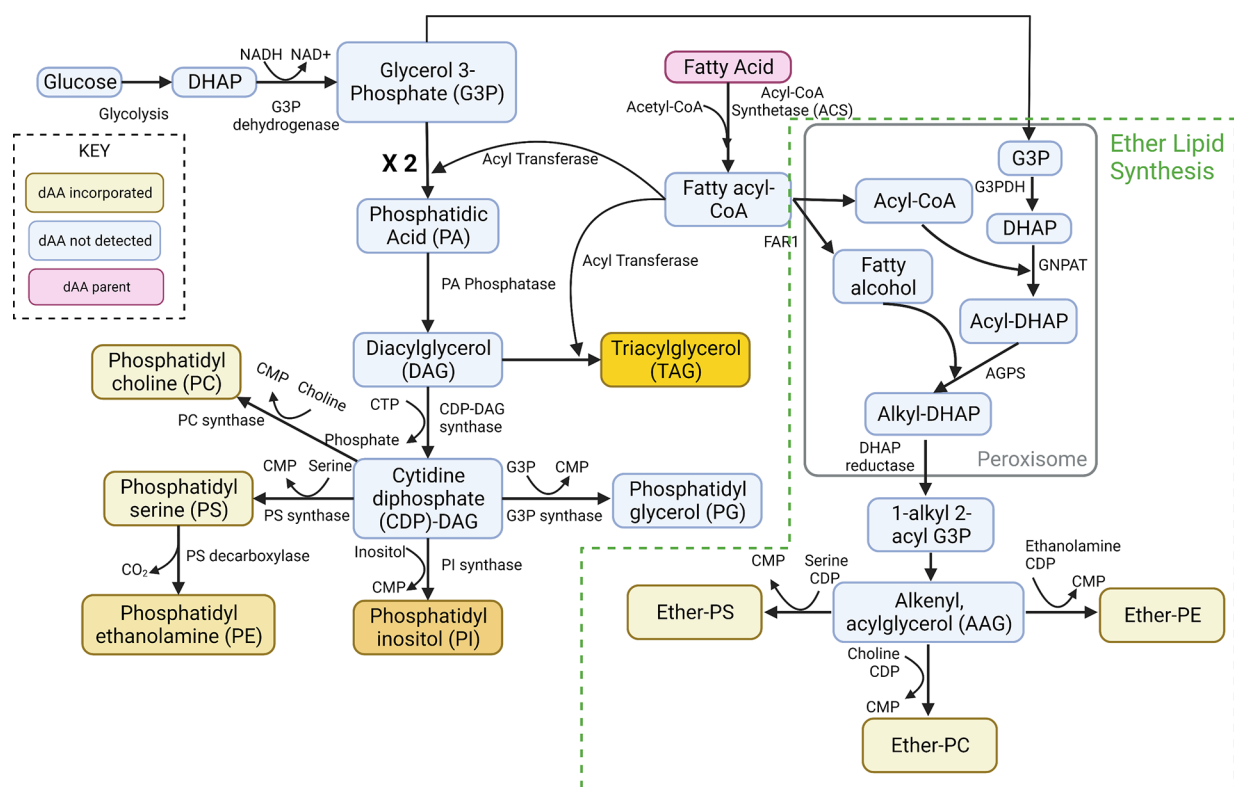 NADH NAD+
Glucose
DHAP
Glycolysis
G3P
dehydrogenase
Glycerol 3-
Phosphate (G3P)
Fatty Acid
Acetyl-CoA
Acyl-CoA
Synthetase (ACS)
Ether Lipid
Synthesis
KEY
dAA incorporated
dAA not detected
dAA parent
X 2
Acyl Transferase
Fatty acyl-
CoA
Phosphatidic
Acid (PA)
Acyl Transferase
PA Phosphatase
FAR1
Acyl-CoA
Fatty
alcohol
G3P
G3PDH
DHAP
GNPAT
Acyl-DHAP
AGPS
Alkyl-DHAP
DHAP
reductase
Peroxisome
Diacylglycerol
(DAG)
Triacylglycerol
(TAG)
Phosphatidyl
choline (PC)
CMP
Choline
PC synthase
CTP
Phosphate
CDP-DAG
synthase
Cytidine
diphosphate
(CDP)-DAG
Phosphatidyl
serine (PS)
CMP
Serine
PS synthase
G3P
CMP
G3P synthase
Phosphatidyl
glycerol (PG)
CO₂
PS decarboxylase
Inositol
CMP
PI synthase
Phosphatidyl
ethanolamine (PE)
Phosphatidyl
inositol (PI)
1-alkyl 2-
acyl G3P
CMP
Serine
CDP
Ethanolamine
CDP
CMP
Ether-PS
Alkenyl,
acylglycerol (AAG)
Ether-PE
Choline
CDP
CMP
Ether-PC